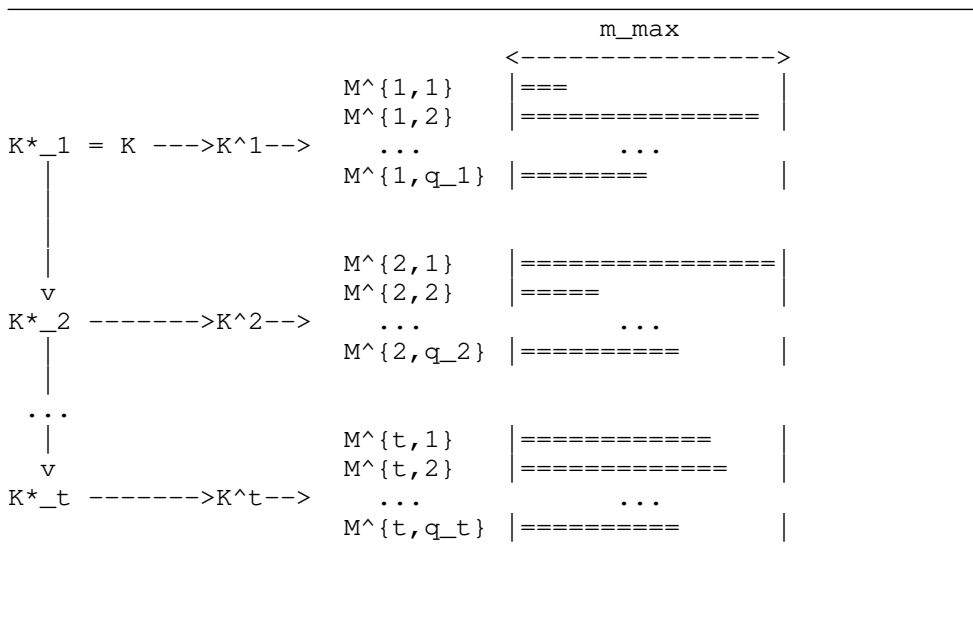 m_max
<---------------->
M^{1,1} |=== |
M^{1,2} |=============== |
K*_1 = K --->K^1--> ... ...
| M^{1,q_1} |======== |
|
|
| M^{2,1} |================|
v M^{2,2} |===== |
K*_2 ------->K^2--> ... ...
| M^{2,q_2} |========== |
|
...
| M^{t,1} |============ |
v M^{t,2} |============= |
K*_t ------->K^t--> ... ...
M^{t,q_t} |========== |